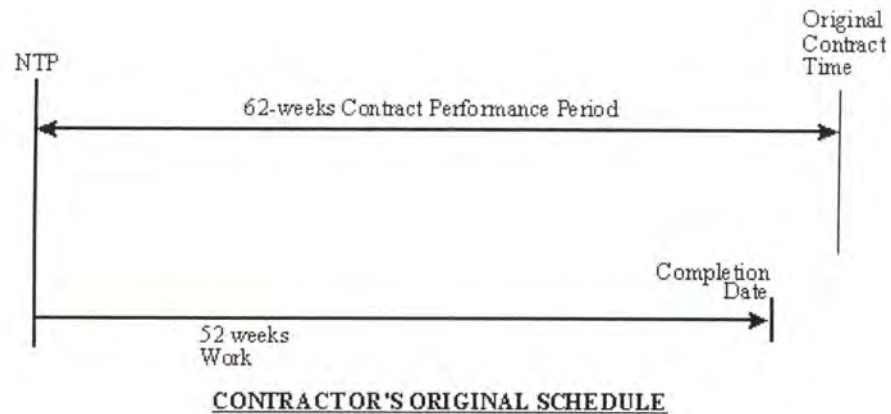 Original
Contract
Time
NTP
62-weeks Contract Performance Period
Completion
Date
52 weeks
Work
CONTRACTOR'S ORIGINAL SCHEDULE